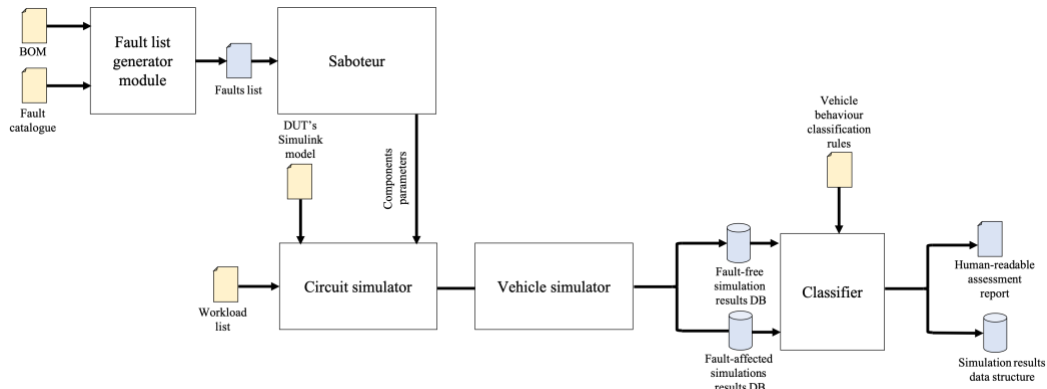 BOM
Fault
catalogue
Fault list
generator
module
Faults list
Saboteur
DUT's
Simulink
model
Components
parameters
Vehicle
behaviour
classification
rules
Workload
list
Circuit simulator
Vehicle simulator
Fault-free
simulation
results DB
Fault-affected
simulations
results DB
Classifier
Human-readable
assessment
report
Simulation results
data structure